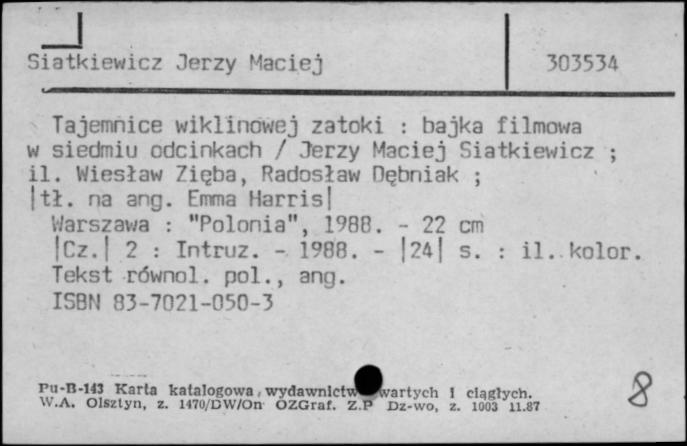 Siatkiewicz Jerzy Maciej 303534
Tajemnice wiklinowej zatoki : bajka filmowa
w siedmiu odcinkach / Jerzy Maciej Siatkiewicz ;
il. Wiesław Zięba, Radosław Dębniak ;
|tł. na ang. Emma Harris|
Warszawa : "Polonia", 1988. - 22 cm
|Cz.| 2 : Intruz. - 1988. - |24| s. : il. kolor.
Tekst równol. pol., ang.
ISBN 83-7021-050-3
Pu-B-143 Karta katalogowa wydawnictw wartych i ciągłych.
W.A. Olsztyn, z. 1470/DW/On OZGraf. Z.P Dz-wo, z. 1003 11.87
8